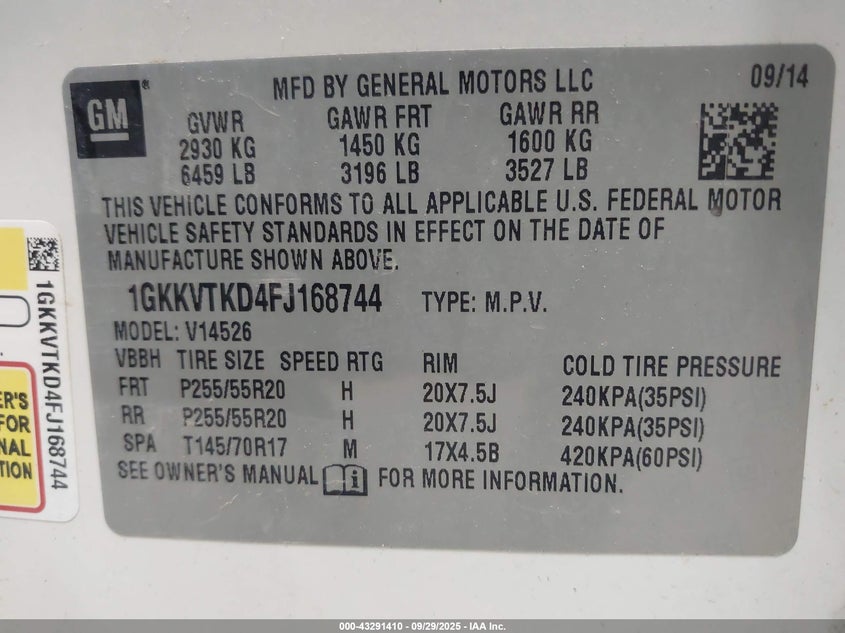 GM
MFD BY GENERAL MOTORS LLC 09/14
GVWR GAWR FRT GAWR RR
2930 KG 1450 KG 1600 KG
6459 LB 3196 LB 3527 LB
THIS VEHICLE CONFORMS TO ALL APPLICABLE U.S. FEDERAL MOTOR
VEHICLE SAFETY STANDARDS IN EFFECT ON THE DATE OF
MANUFACTURE SHOWN ABOVE.
1GKKVTKD4FJ168744 TYPE: M.P.V.
MODEL: V14526
VBBH TIRE SIZE SPEED RTG RIM COLD TIRE PRESSURE
FRT P255/55R20 H 20X7.5J 240KPA(35PSI)
RR P255/55R20 H 20X7.5J 240KPA(35PSI)
SPA T145/70R17 M 17X4.5B 420KPA(60PSI)
SEE OWNER'S MANUAL FOR MORE INFORMATION.
1GKKVTKD4FJ168744
ER'S
FOR
NAL
TION
000-43291410 - 09/29/2025 - IAA Inc.